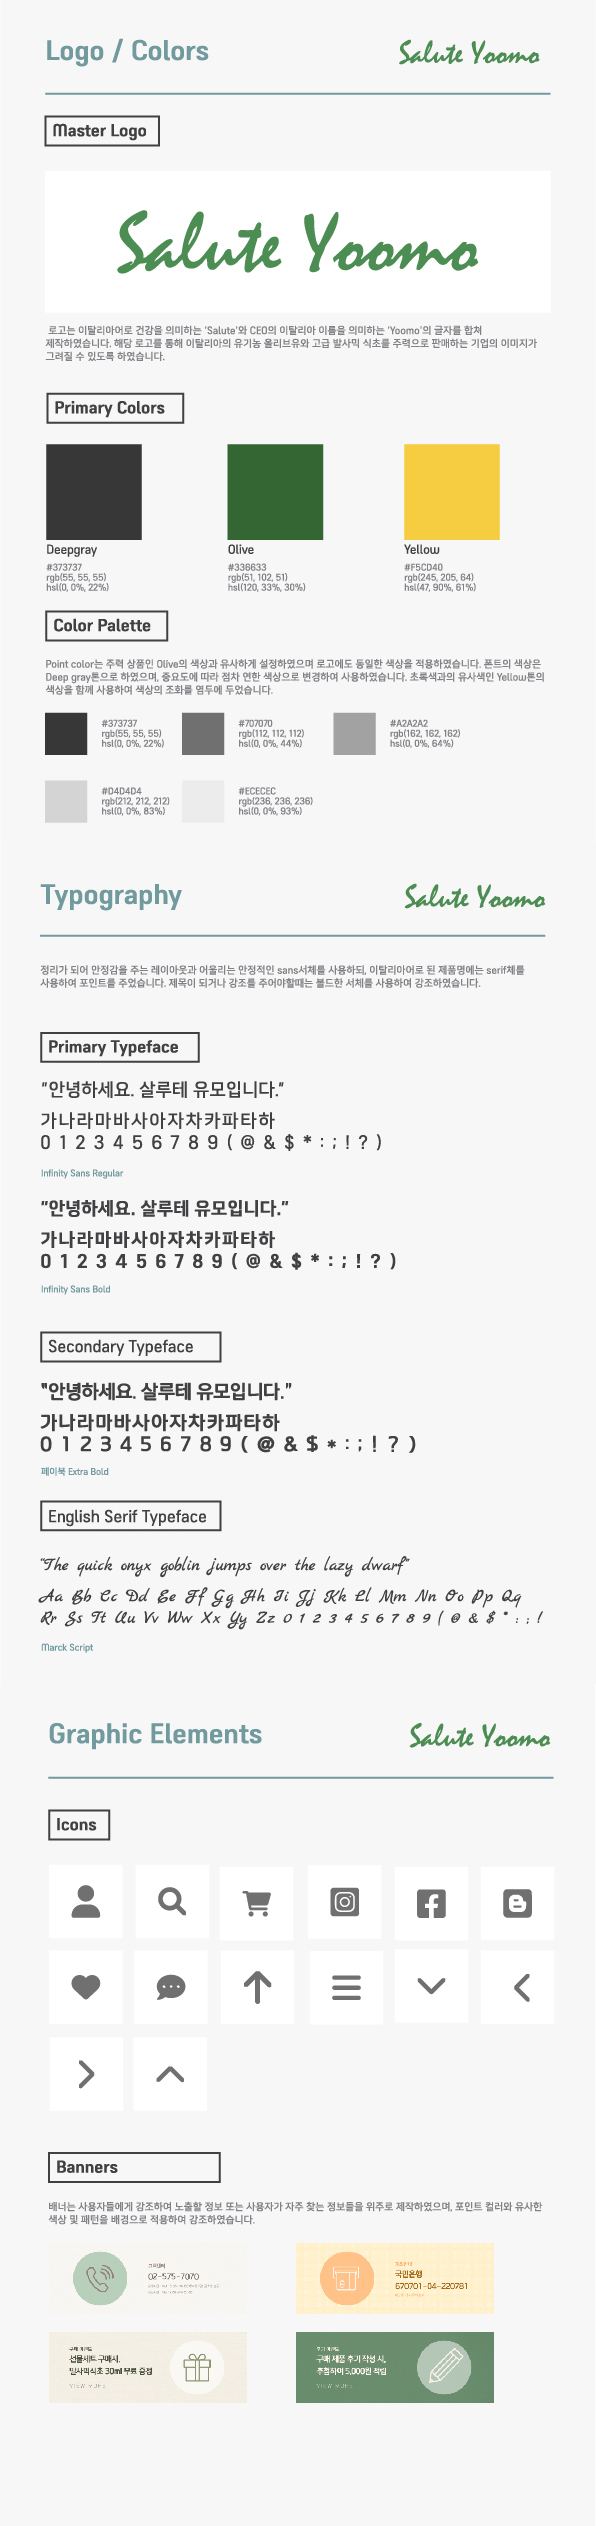 Logo / Colors
Salute Yoomo
Master Logo
Salute Yoomo
로고는 이탈리아어로 건강을 의미하는 'Salute'와 CEO의 이탈리아 이름을 의미하는 'Yoomo'의 글자를 합쳐
제작하였습니다. 해당 로고를 통해 이탈리아의 유기농 올리브유와 고급 발사믹 식초를 주력으로 판매하는 기업의 이미지가
그려질 수 있도록 하였습니다.
Primary Colors
Deepgray
#373737
rgb(55, 55, 55)
hsl(0, 0%, 22%)
Olive
#336633
rgb(51, 102, 51)
hsl(120, 33%, 30%)
Yellow
#F5CD40
rgb(245, 205, 64)
hsl(47, 90%, 61%)
Color Palette
Point color는 주력 상품인 Olive의 색상과 유사하게 설정하였으며 로고에도 동일한 색상을 적용하였습니다. 폰트의 색상은
Deep gray톤으로 하였으며, 중요도에 따라 점차 연한 색상으로 변경하여 사용하였습니다. 초록색과의 유사색인 Yellow톤의
색상을 함께 사용하여 색상의 조화를 염두에 두었습니다.
#373737
rgb(55, 55, 55)
hsl(0, 0%, 22%)
#707070
rgb(112, 112, 112)
hsl(0, 0%, 44%)
#A2A2A2
rgb(162, 162, 162)
hsl(0, 0%, 64%)
#D4D4D4
rgb(212, 212, 212)
hsl(0, 0%, 83%)
#ECECEC
rgb(236, 236, 236)
hsl(0, 0%, 93%)
Typography
Salute Yoomo
정리가 되어 안정감을 주는 레이아웃과 어울리는 안정적인 sans서체를 사용하되, 이탈리아어로 된 제품명에는 serif체를
사용하여 포인트를 주었습니다. 제목이 되거나 강조를 주어야할때는 볼드한 서체를 사용하여 강조하였습니다.
Primary Typeface
"안녕하세요. 살루테 유모입니다."
가나라마바사아자차카파타하
0 1 2 3 4 5 6 7 8 9 ( @ & $ * : ; ! ? )
Infinity Sans Regular
"안녕하세요. 살루테 유모입니다."
가나라마바사아자차카파타하
0 1 2 3 4 5 6 7 8 9 ( @ & $ * : ; ! ? )
Infinity Sans Bold
Secondary Typeface
"안녕하세요. 살루테 유모입니다."
가나라마바사아자차카파타하
0 1 2 3 4 5 6 7 8 9 ( @ & $ * : ; ! ? )
페이북 Extra Bold
English Serif Typeface
"The quick onyx goblin jumps over the lazy dwarf"
Aa Bb Cc Dd Ee Ff Gg Hh Ii Jj Kk Ll Mm Nn Oo Pp Qq
Rr Ss Tt Uu Vv Ww Xx Yy Zz 0 1 2 3 4 5 6 7 8 9 ( @ & $ * : ; !
Marck Script
Graphic Elements
Salute Yoomo
Icons
Banners
배너는 사용자들에게 강조하여 노출할 정보 또는 사용자가 자주 찾는 정보들을 위주로 제작하였으며, 포인트 컬러와 유사한
색상 및 패턴을 배경으로 적용하여 강조하였습니다.
고객센터
02-575-7070
국민은행
670701-04-220781
구매 이벤트
선물세트 구매시,
발사믹식초 30ml 무료 증정
VIEW MORE
후기 이벤트
구매 제품 후기 작성 시,
추첨하여 5,000원 적립
VIEW MORE